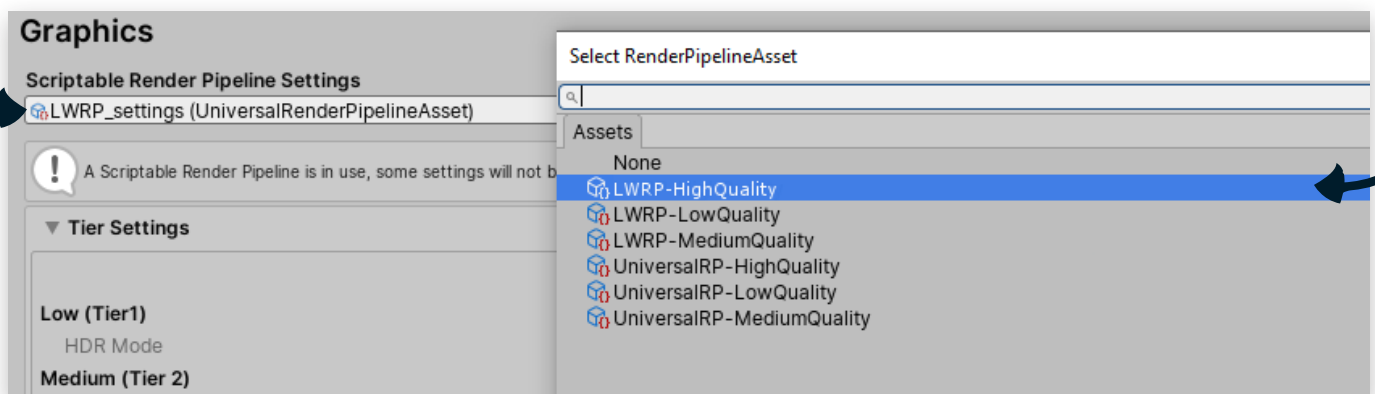 Graphics
Scriptable Render Pipeline Settings
LWRP_settings (UniversalRenderPipelineAsset)
A Scriptable Render Pipeline is in use, some settings will not b
Tier Settings
Low (Tier1)
HDR Mode
Medium (Tier 2)
Select RenderPipelineAsset
Assets
None
LWRP-HighQuality
LWRP-LowQuality
LWRP-MediumQuality
UniversalRP-HighQuality
UniversalRP-LowQuality
UniversalRP-MediumQuality